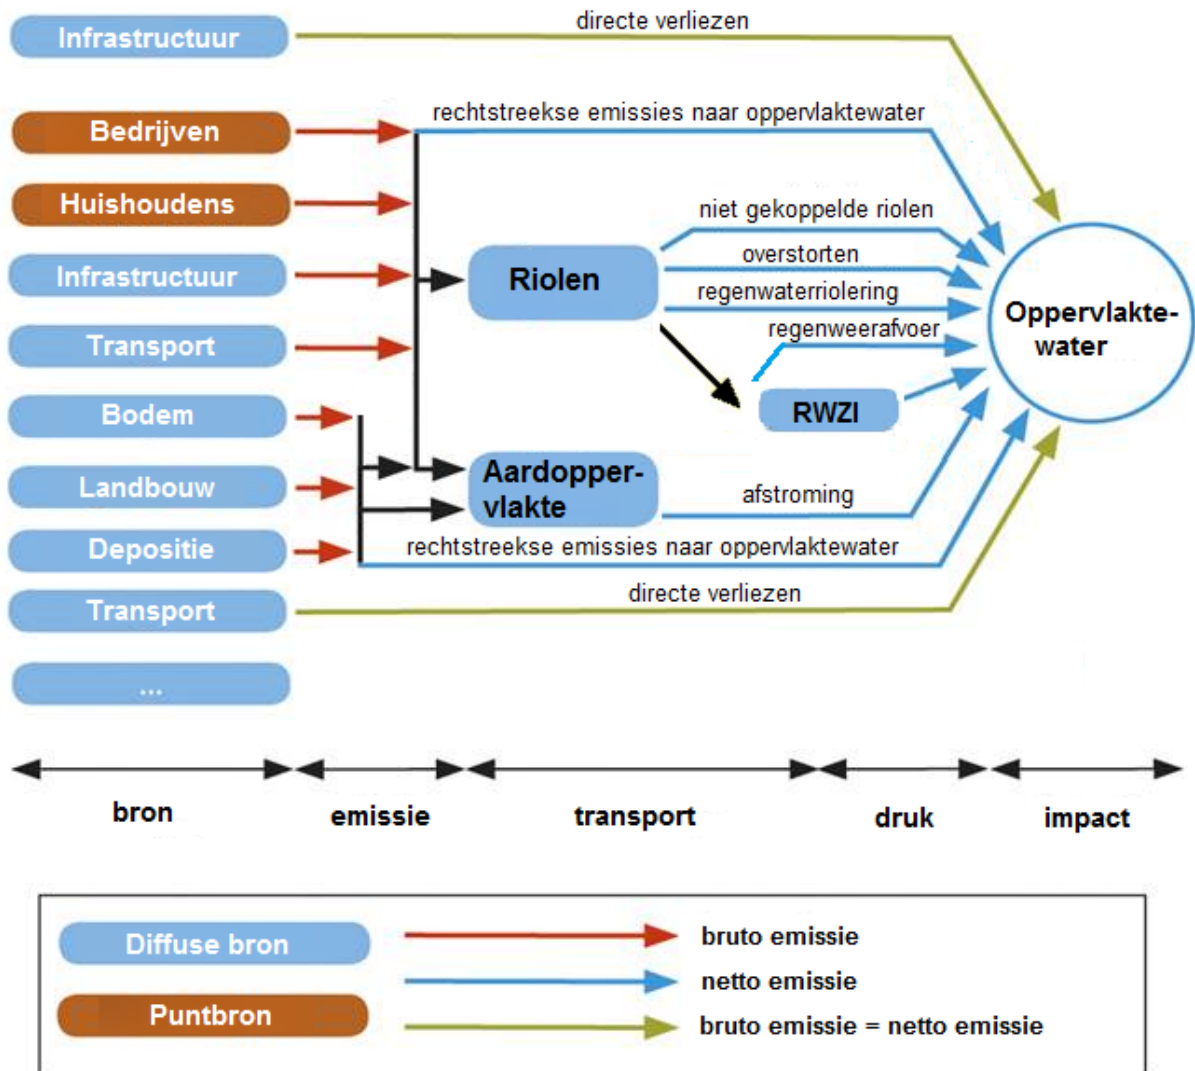 Infrastructuur
directe verliezen
Bedrijven
rechtstreekse emissies naar oppervlaktewater
Huishoudens
niet gekoppelde riolen
Infrastructuur
Riolen
overstorten
regenwaterriolering
Oppervlakte-
water
Transport
regenweerafvoer
Bodem
RWZI
Landbouw
Aardopper-
vlakte
afstroming
Depositie
rechtstreekse emissies naar oppervlaktewater
Transport
directe verliezen
...
bron
emissie
transport
druk
impact
Diffuse bron
bruto emissie
netto emissie
Puntbron
bruto emissie = netto emissie